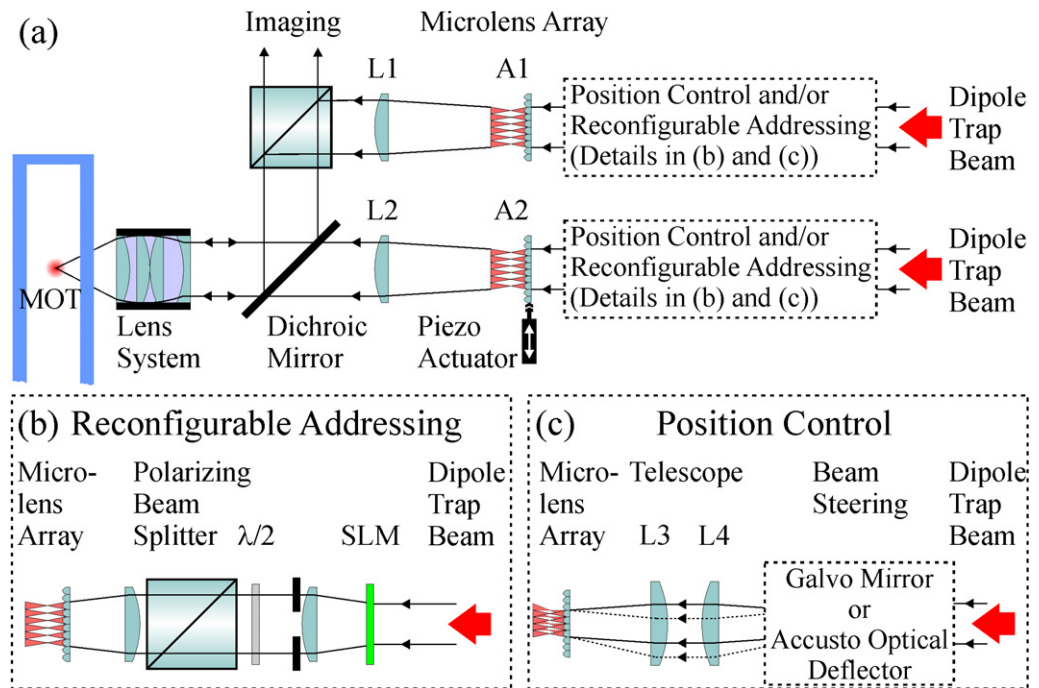 (a)
Imaging
Microlens Array
L1
A1
Position Control and/or
Reconfigurable Addressing
(Details in (b) and (c))
Dipole
Trap
Beam
L2
A2
Position Control and/or
Reconfigurable Addressing
(Details in (b) and (c))
Dipole
Trap
Beam
MOT
Lens
System
Dichroic
Mirror
Piezo
Actuator
(b) Reconfigurable Addressing
Micro-
lens
Array
Polarizing
Beam
Splitter
λ/2
SLM
Dipole
Trap
Beam
(c) Position Control
Micro-
lens
Array
Telescope
L3
L4
Beam
Steering
Dipole
Trap
Beam
Galvo Mirror
or
Accusto Optical
Deflector